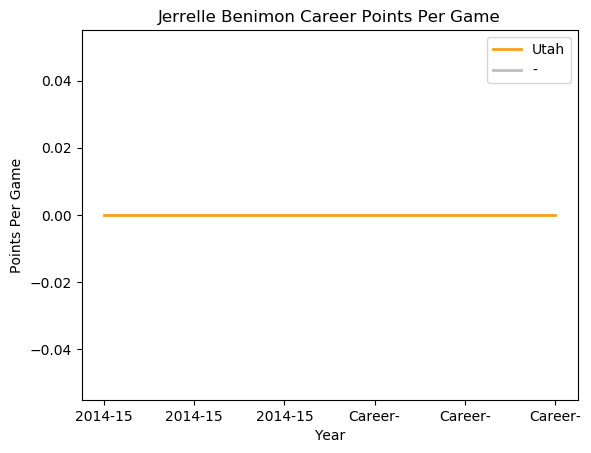 Jerrelle Benimon Career Points Per Game
Utah
-
0.04
0.02
0.00
−0.02
−0.04
Points Per Game
2014-15 2014-15 2014-15 Career- Career- Career-
Year